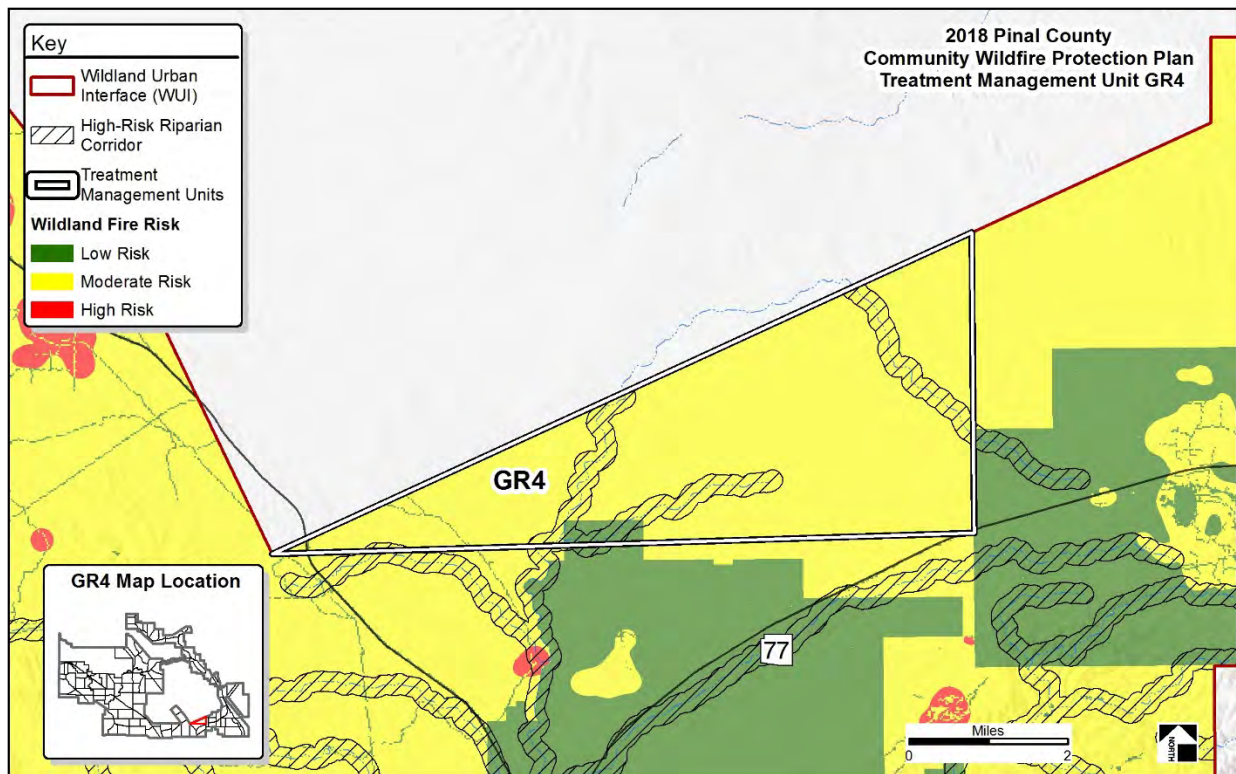 Key
Wildland Urban
Interface (WUI)
High-Risk Riparian
Corridor
Treatment
Management Units
Wildland Fire Risk
Low Risk
Moderate Risk
High Risk
2018 Pinal County
Community Wildfire Protection Plan
Treatment Management Unit GR4
GR4
77
GR4 Map Location
Miles
0 2
NORTH